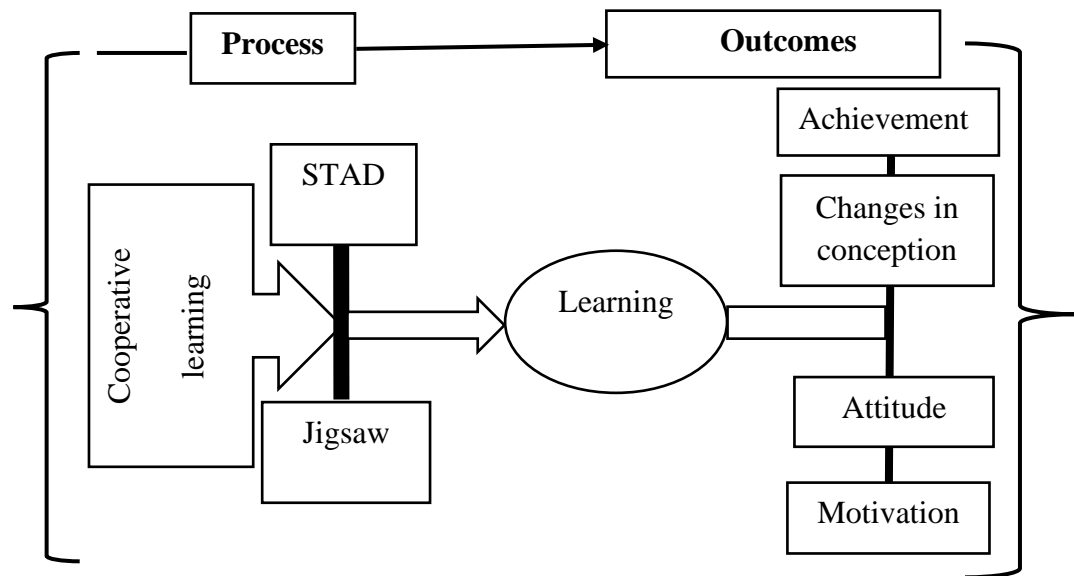 Process
Outcomes
Achievement
STAD
Changes in
conception
Cooperative
learning
Learning
Attitude
Jigsaw
Motivation